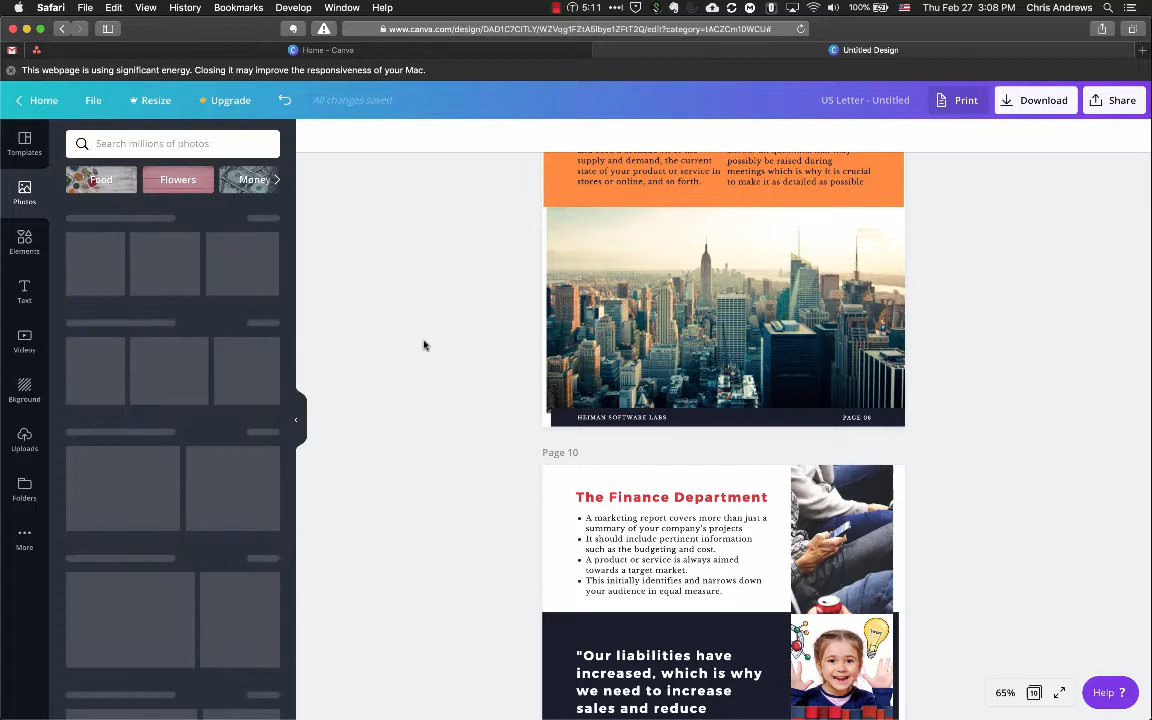 Safari File Edit View History Bookmarks Develop Window Help
5:11
100%
Thu Feb 27 3:08 PM Chris Andrews
www.canva.com/design/DAD1C7CITLY/WZVqg1FZtA5Ibye1ZFtT2Q/edit?category=tACZCm10WCU#
Home – Canva
Untitled Design
This webpage is using significant energy. Closing it may improve the responsiveness of your Mac.
Home File Resize Upgrade All changes saved
US Letter - Untitled Print Download Share
Templates
Photos
Elements
Text
Videos
Bkground
Uploads
Folders
More
Search millions of photos
Food Flowers Money
supply and demand, the current
state of your product or service in
stores or online, and so forth.
possibly be raised during
meetings which is why it is crucial
to make it as detailed as possible
HEIMAN SOFTWARE LABS
PAGE 06
Page 10
The Finance Department
• A marketing report covers more than just a
summary of your company's projects
• It should include pertinent information
such as the budgeting and cost.
• A product or service is always aimed
towards a target market.
• This initially identifies and narrows down
your audience in equal measure.
"Our liabilities have
increased, which is why
we need to increase
sales and reduce
65%
10
Help ?